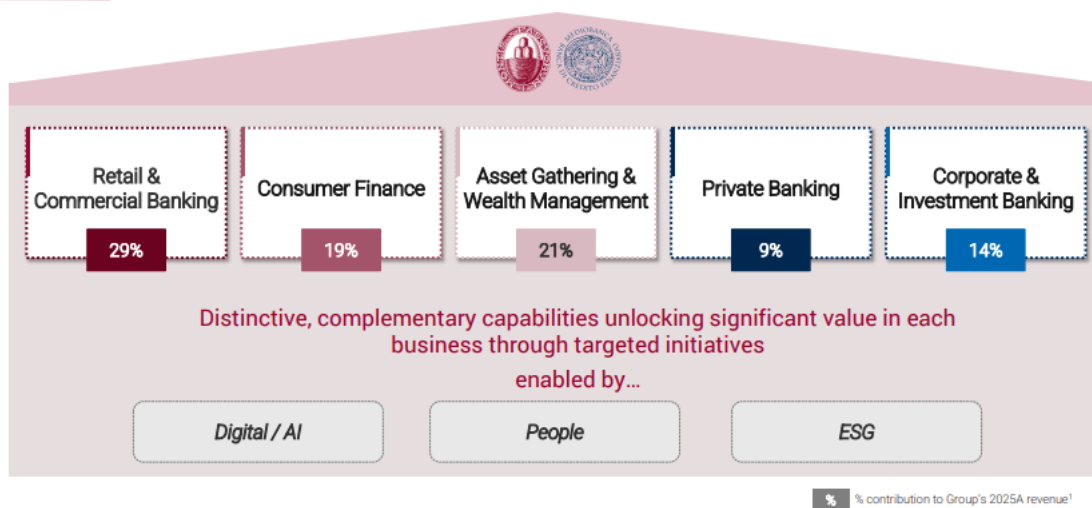 Retail &
Commercial Banking
29%
Consumer Finance
19%
Asset Gathering &
Wealth Management
21%
Private Banking
9%
Corporate &
Investment Banking
14%
Distinctive, complementary capabilities unlocking significant value in each
business through targeted initiatives
enabled by...
Digital / AI
People
ESG
% % contribution to Group's 2025A revenue¹